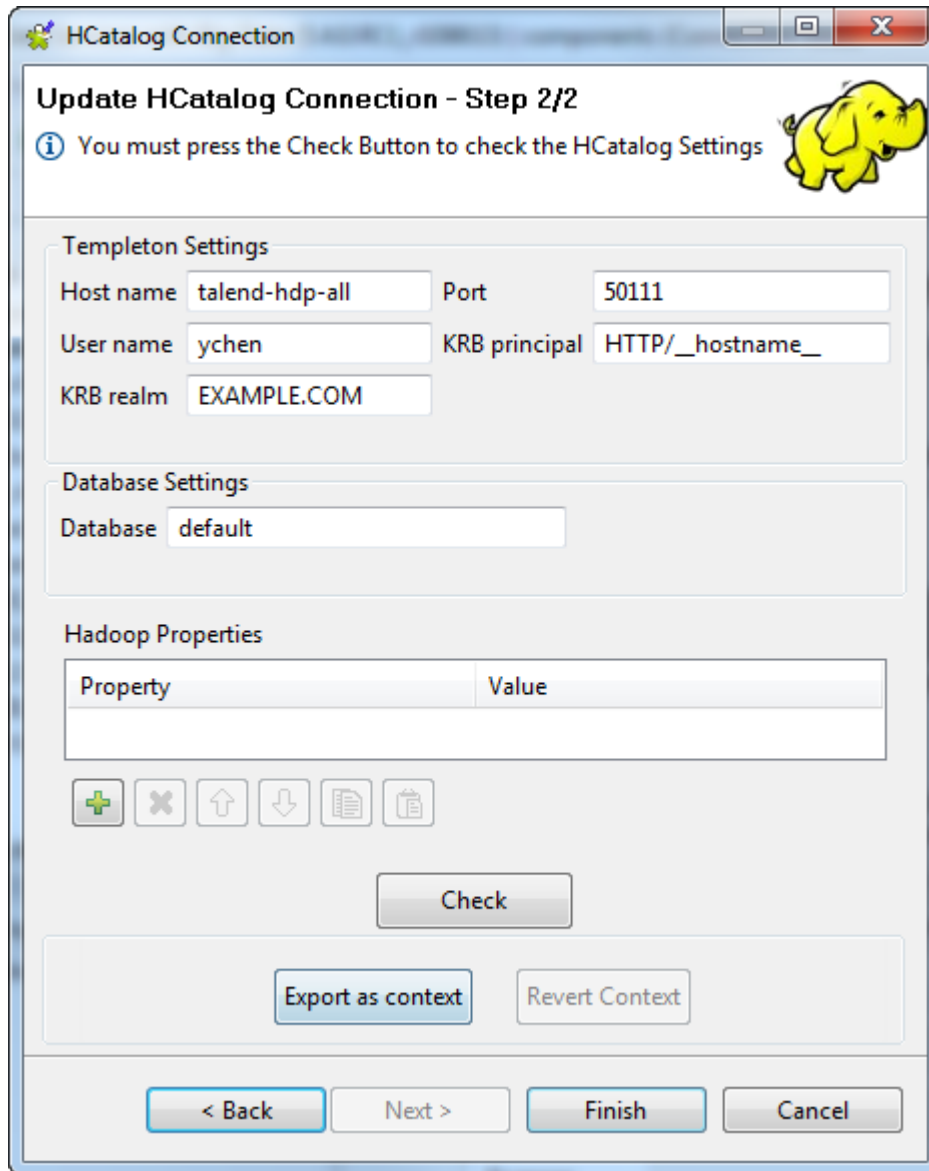 HCatalog Connection
Update HCatalog Connection - Step 2/2
You must press the Check Button to check the HCatalog Settings
Templeton Settings
Host name talend-hdp-all Port 50111
User name ychen KRB principal HTTP/__hostname__
KRB realm EXAMPLE.COM
Database Settings
Database default
Hadoop Properties
Property Value
Check
Export as context Revert Context
< Back Next > Finish Cancel